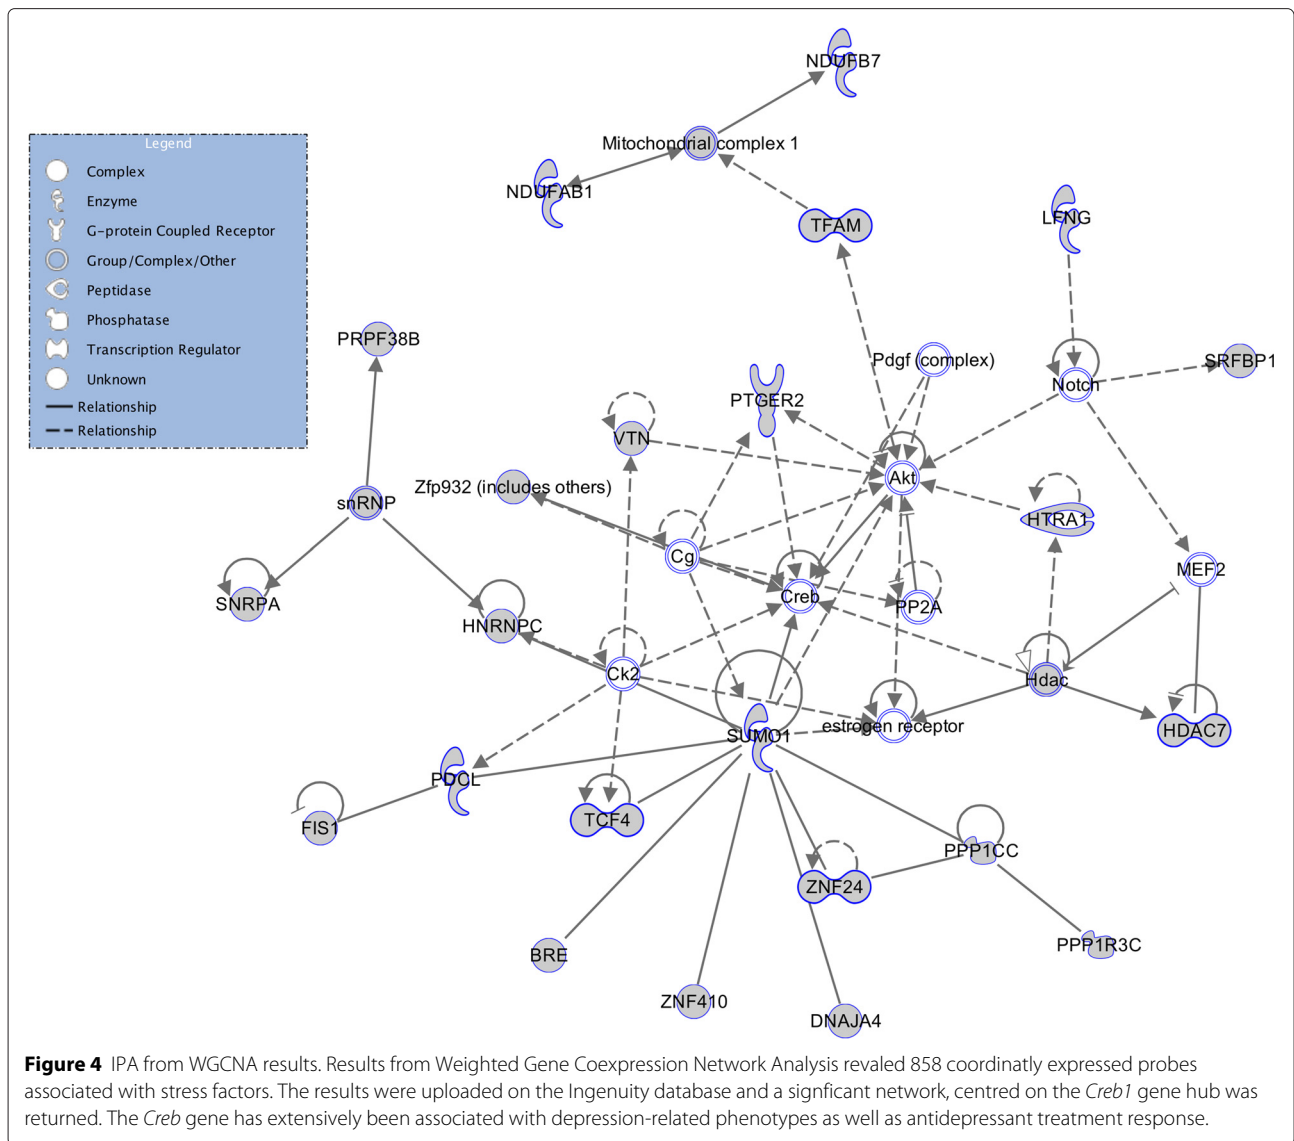 NDUFB7
Mitochondrial complex 1
NDUFAB1
TFAM
LFNG
Legend
Complex
Enzyme
G-protein Coupled Receptor
Group/Complex/Other
Peptidase
Phosphatase
Transcription Regulator
Unknown
Relationship
Relationship
PRPF38B
Pdgf (complex)
SRFBP1
Notch
PTGER2
VTN
Akt
Zfp932 (includes others)
snRNP
HTRA1
Cg
MEF2
Creb
SNRPA
PP2A
HNRNPC
Ck2
Hdac
estrogen receptor
HDAC7
SUMO1
PDCL
TCF4
FIS1
PPP1CC
ZNF24
PPP1R3C
BRE
ZNF410
DNAJA4
Figure 4 IPA from WGCNA results. Results from Weighted Gene Coexpression Network Analysis revaled 858 coordinatly expressed probes
associated with stress factors. The results were uploaded on the Ingenuity database and a signficant network, centred on the Creb1 gene hub was
returned. The Creb gene has extensively been associated with depression-related phenotypes as well as antidepressant treatment response.